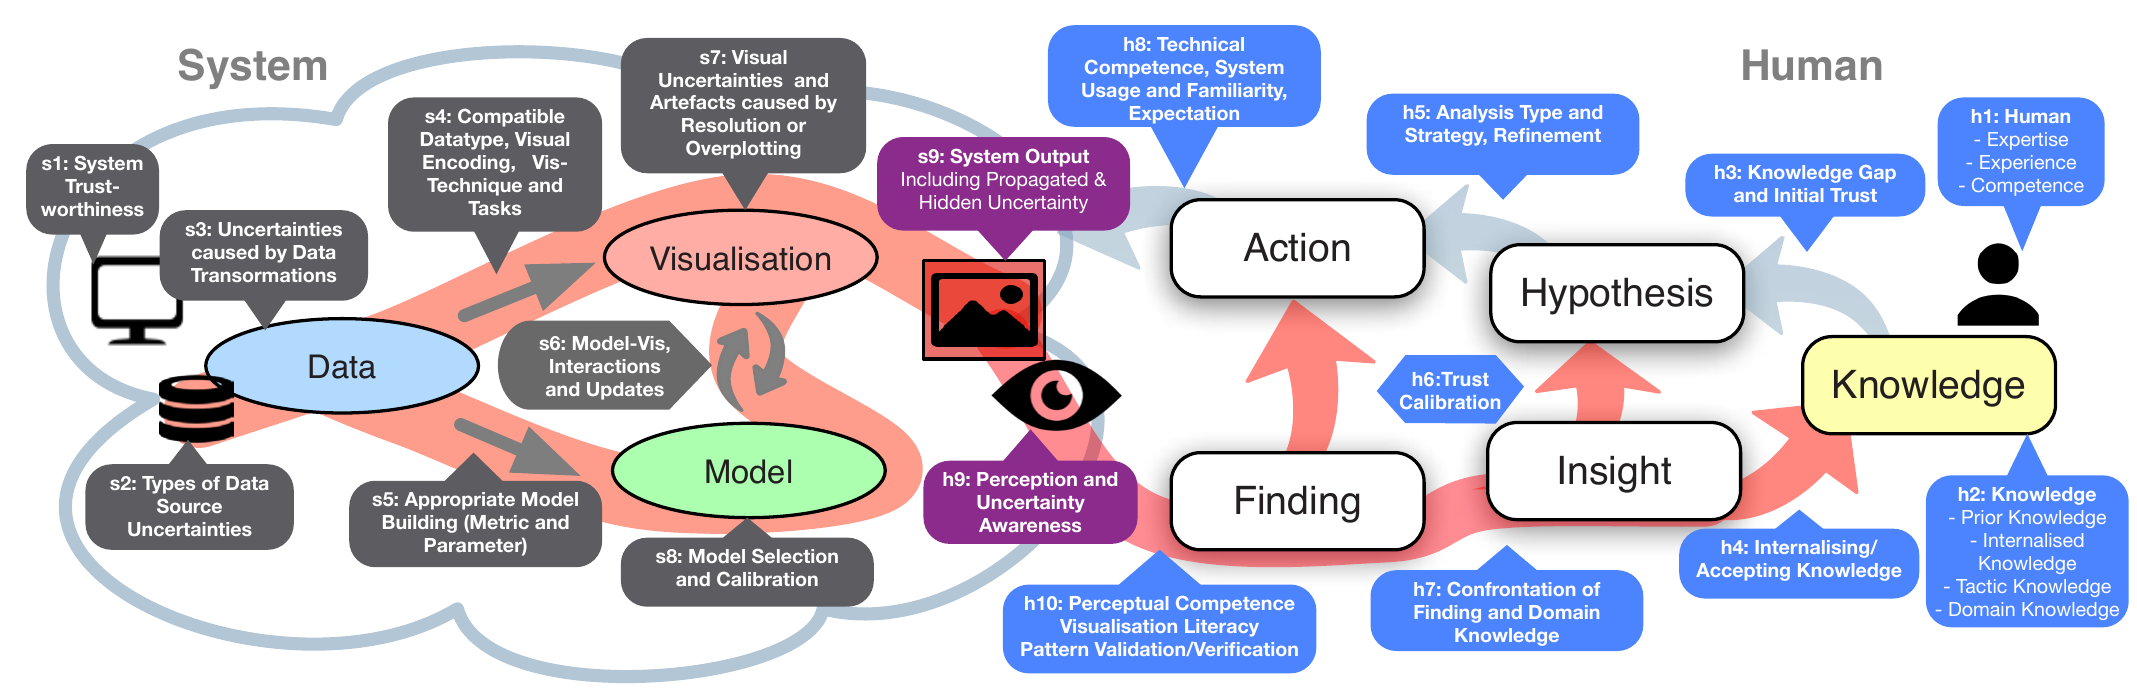 System
Human
s1: System
Trust-
worthiness
s3: Uncertainties
caused by Data
Transormations
s4: Compatible
Datatype, Visual
Encoding, Vis-
Technique and
Tasks
s7: Visual
Uncertainties and
Artefacts caused by
Resolution or
Overplotting
s9: System Output
Including Propagated &
Hidden Uncertainty
h8: Technical
Competence, System
Usage and Familiarity,
Expectation
h5: Analysis Type and
Strategy, Refinement
h3: Knowledge Gap
and Initial Trust
h1: Human
- Expertise
- Experience
- Competence
Data
Visualisation
s6: Model-Vis,
Interactions
and Updates
Model
Action
Hypothesis
Knowledge
h6:Trust
Calibration
Finding
Insight
s2: Types of Data
Source
Uncertainties
s5: Appropriate Model
Building (Metric and
Parameter)
s8: Model Selection
and Calibration
h9: Perception and
Uncertainty
Awareness
h10: Perceptual Competence
Visualisation Literacy
Pattern Validation/Verification
h7: Confrontation of
Finding and Domain
Knowledge
h4: Internalising/
Accepting Knowledge
h2: Knowledge
- Prior Knowledge
- Internalised
Knowledge
- Tactic Knowledge
- Domain Knowledge